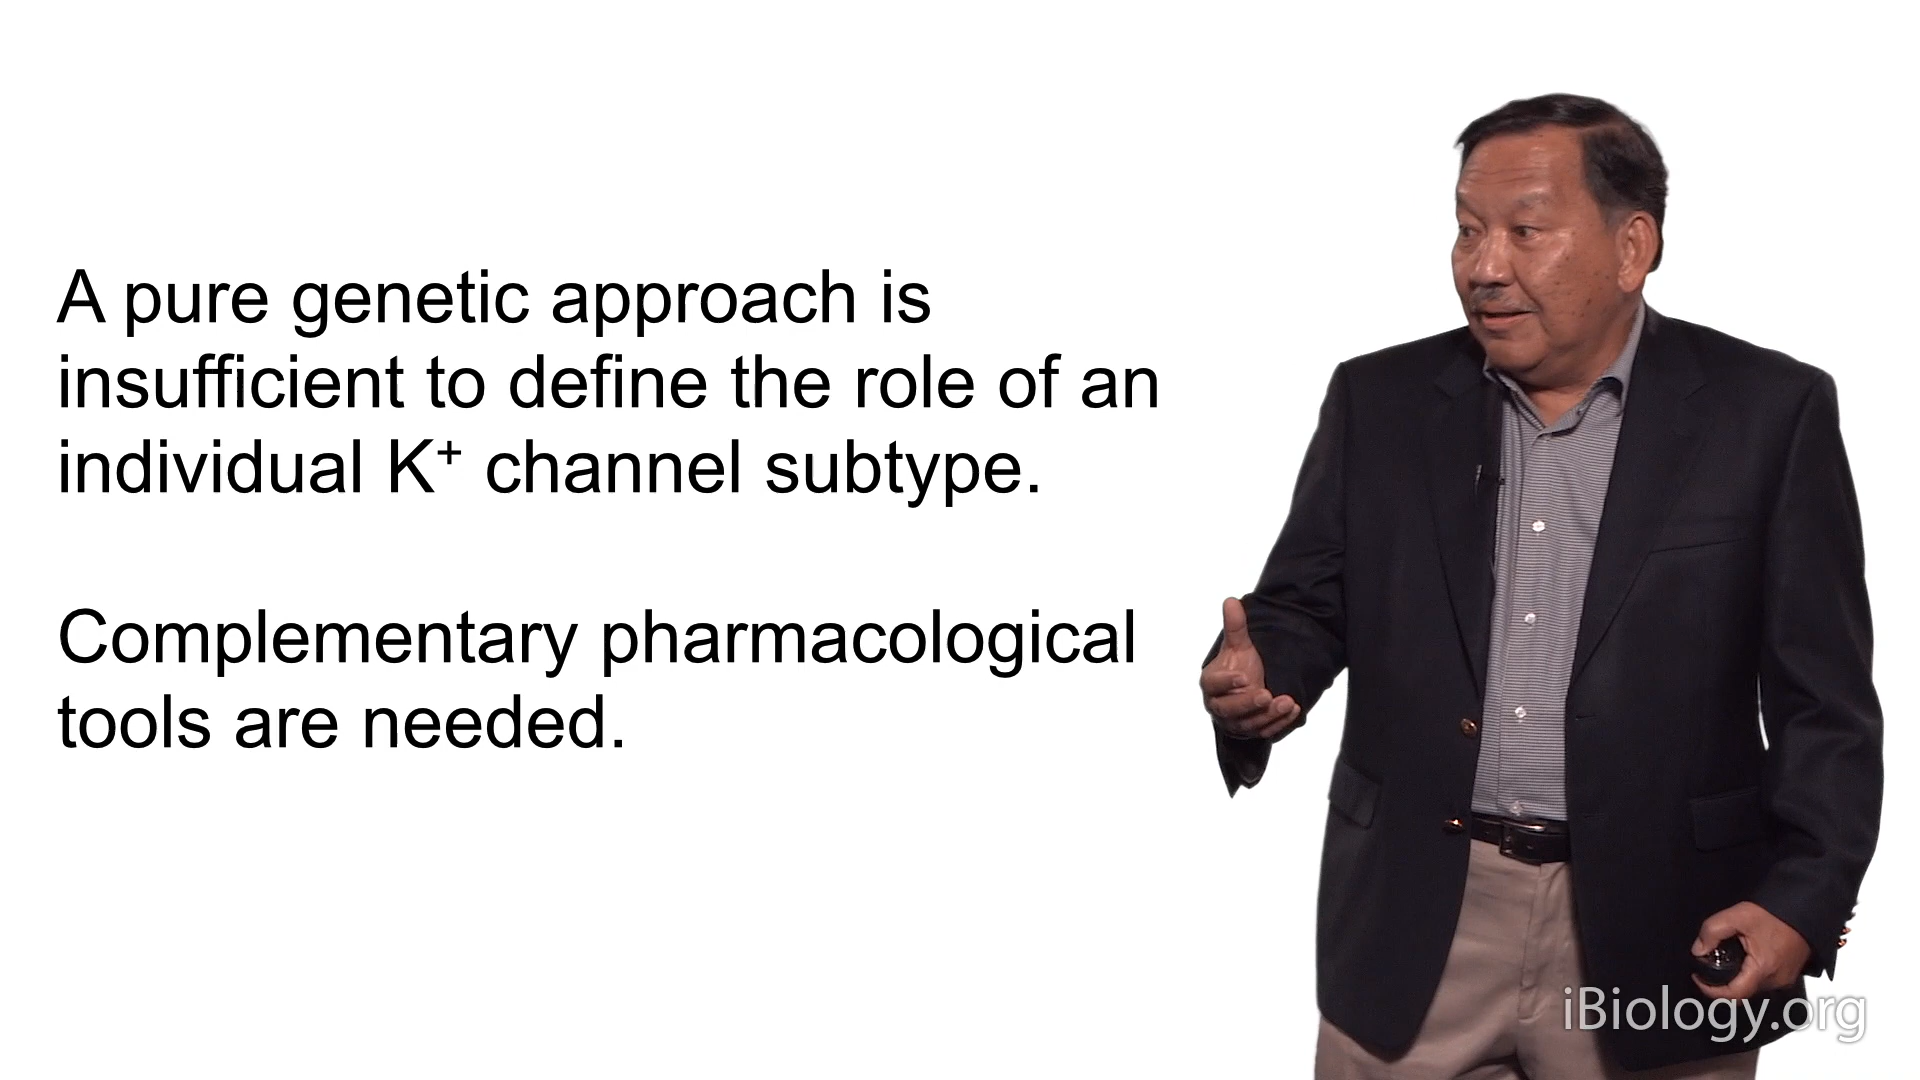 A pure genetic approach is
insufficient to define the role of an
individual K⁺ channel subtype.
Complementary pharmacological
tools are needed.
iBiology.org